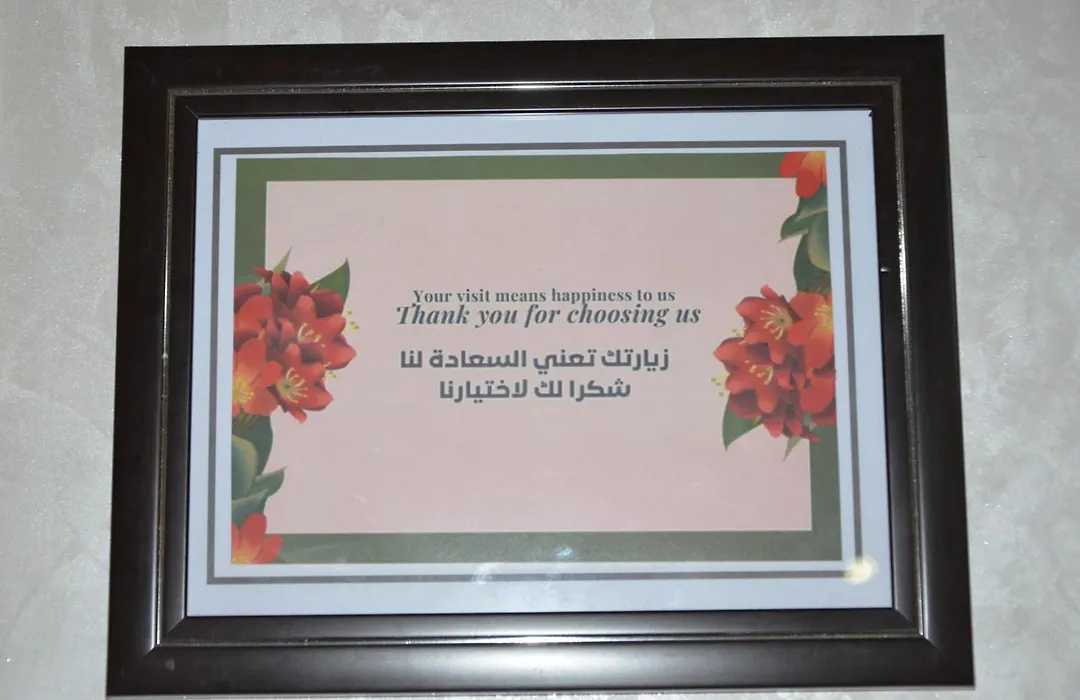 Your visit means happiness to us
Thank you for choosing us
زيارتك تعني السعادة لنا
شكرا لك لاختيارنا